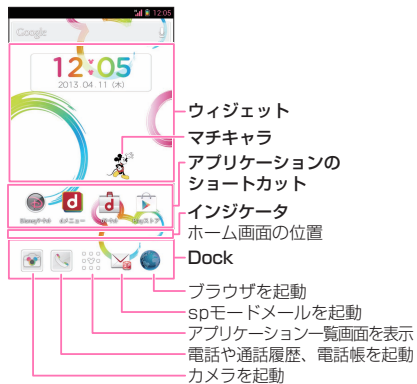 12:05
Google
12:05
2013.04.11 (木)
ウィジェット
マチキャラ
アプリケーションの
ショートカット
dメニュー
インジケータ
ホーム画面の位置
Dock
ブラウザを起動
spモードメールを起動
アプリケーション一覧画面を表示
電話や通話履歴、電話帳を起動
カメラを起動